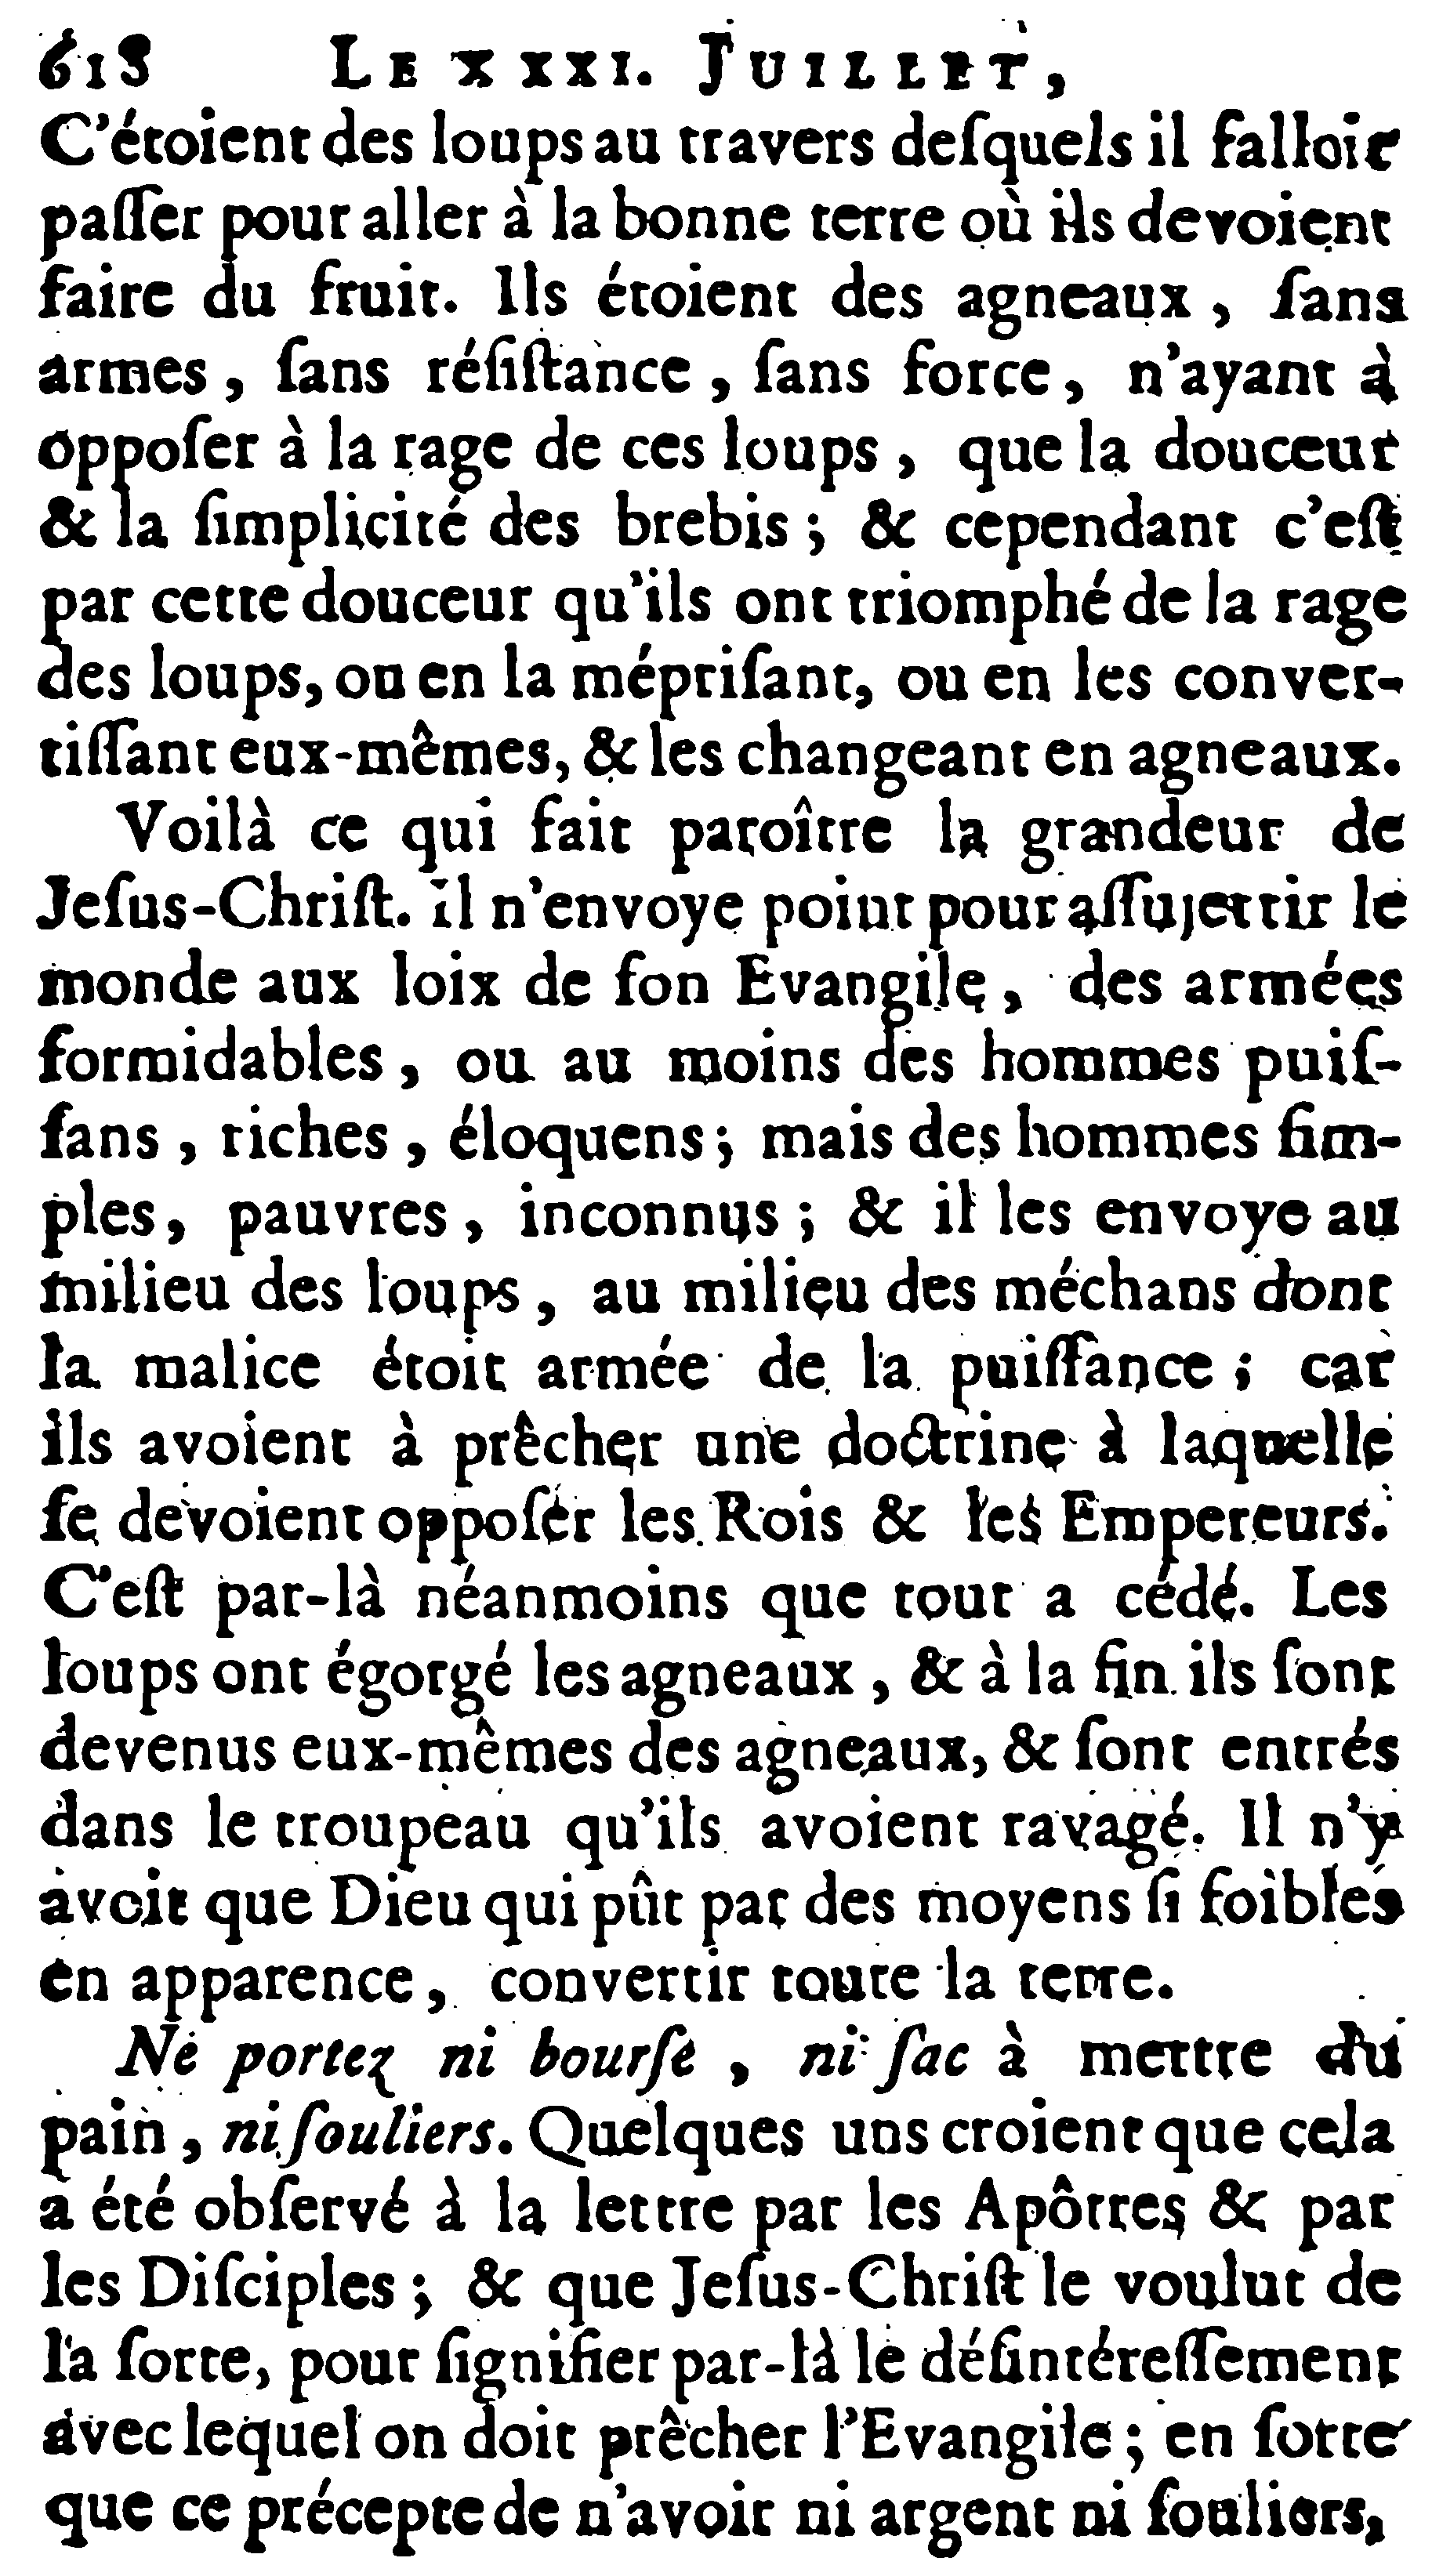 618 LE XXXI. JUILLET,
C'étoient des loups au travers deſquels il falloit
paſſer pour aller à la bonne terre où ils devoient
faire du fruit. Ils étoient des agneaux, ſans
armes, ſans réſiſtance, ſans force, n'ayant à
oppoſer à la rage de ces loups, que la douceur
& la ſimplicité des brebis; & cependant c'eſt
par cette douceur qu'ils ont triomphé de la rage
des loups, ou en la mépriſant, ou en les conver-
tiſſant eux-mêmes, & les changeant en agneaux.
Voilà ce qui fait paroître la grandeur de
Jeſus-Chriſt. Il n'envoye point pour aſſujettir le
monde aux loix de ſon Evangile, des armées
formidables, ou au moins des hommes puiſ-
ſans, riches, éloquens; mais des hommes ſim-
ples, pauvres, inconnus; & il les envoye au
milieu des loups, au milieu des méchans dont
la malice étoit armée de la puiſſance; car
ils avoient à prêcher une doctrine à laquelle
ſe devoient oppoſer les Rois & les Empereurs.
C'eſt par-là néanmoins que tout a cédé. Les
loups ont égorgé les agneaux, & à la fin ils ſont
devenus eux-mêmes des agneaux, & ſont entrés
dans le troupeau qu'ils avoient ravagé. Il n'y
avoit que Dieu qui pût par des moyens ſi foibles
en apparence, convertir toute la terre.
Ne portez ni bourſe, ni ſac à mettre du
pain, ni ſouliers. Quelques uns croient que cela
a été obſervé à la lettre par les Apôtres & par
les Diſciples; & que Jeſus-Chriſt le voulut de
la ſorte, pour ſignifier par-là le déſintéreſſement
avec lequel on doit prêcher l'Evangile; en ſorte
que ce précepte de n'avoir ni argent ni ſouliers,